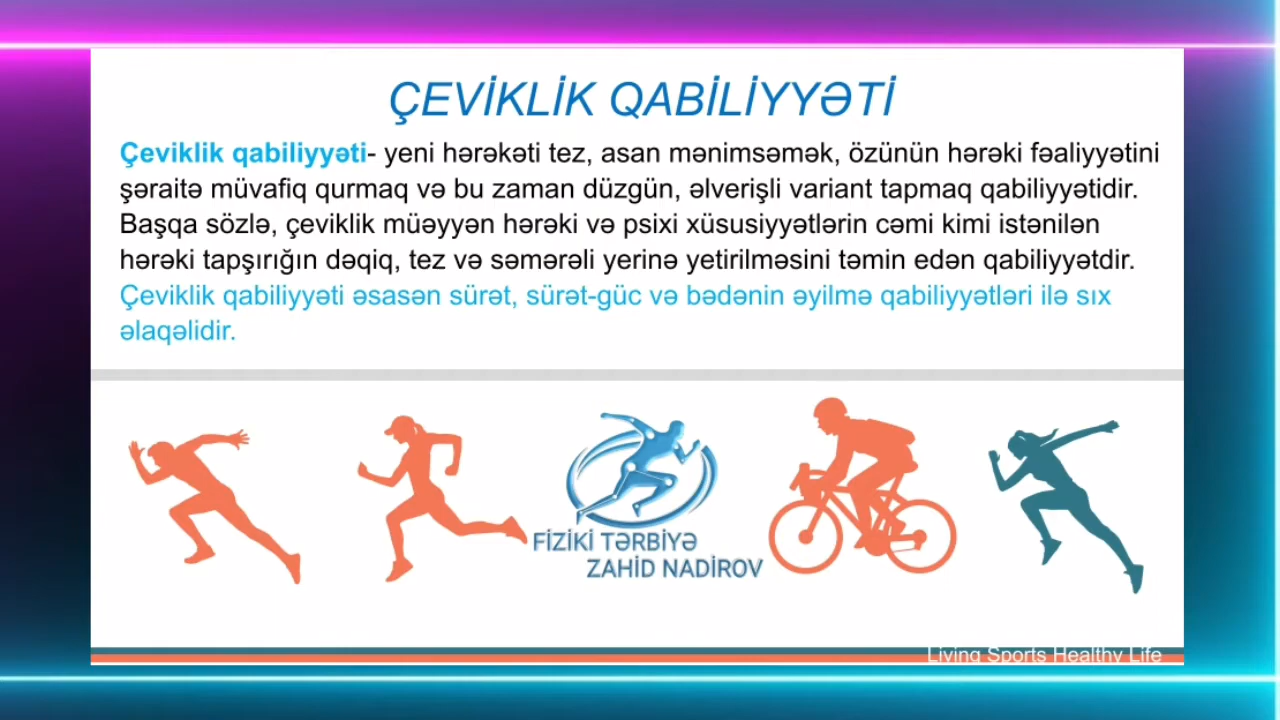 ÇEVİKLİK QABİLİYYƏTİ
Çeviklik qabiliyyəti- yeni hərəkəti tez, asan mənimsəmək, özünün hərəki fəaliyyətini
şəraitə müvafiq qurmaq və bu zaman düzgün, əlverişli variant tapmaq qabiliyyətidir.
Başqa sözlə, çeviklik müəyyən hərəki və psixi xüsusiyyətlərin cəmi kimi istənilən
hərəki tapşırığın dəqiq, tez və səmərəli yerinə yetirilməsini təmin edən qabiliyyətdir.
Çeviklik qabiliyyəti əsasən sürət, sürət-güc və bədənin əyilmə qabiliyyətləri ilə sıx
əlaqəlidir.
FİZİKİ TƏRBİYƏ
ZAHİD NADİROV
Living Sports Healthy Life